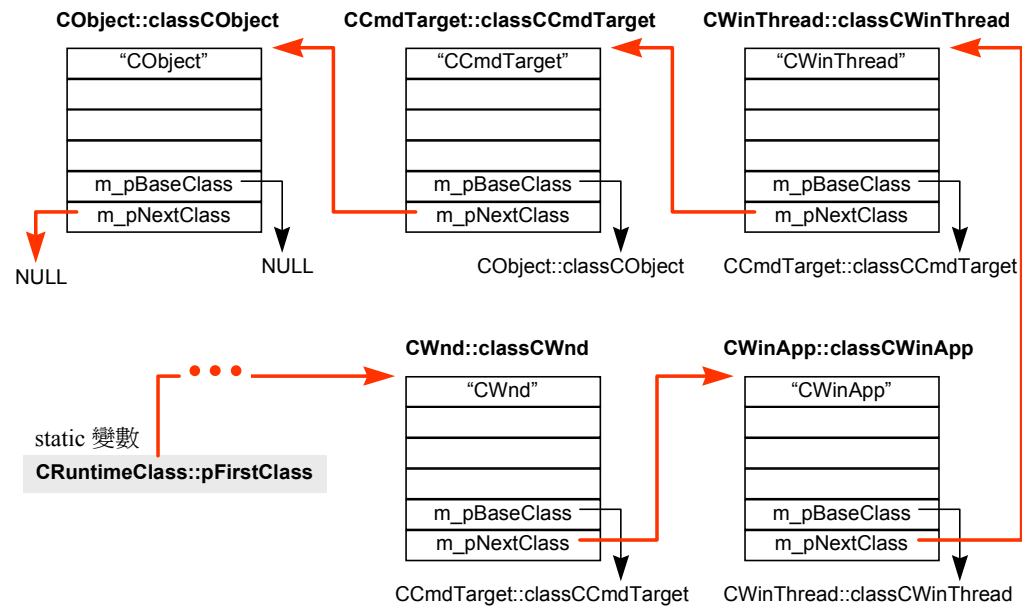 CObject::classCObject
CCmdTarget::classCCmdTarget
CWinThread::classCWinThread
“CObject”
“CCmdTarget”
“CWinThread”
m_pBaseClass
m_pBaseClass
m_pBaseClass
m_pNextClass
m_pNextClass
m_pNextClass
NULL
NULL
CObject::classCObject
CCmdTarget::classCCmdTarget
CWnd::classCWnd
CWinApp::classCWinApp
“CWnd”
“CWinApp”
static 變數
CRuntimeClass::pFirstClass
m_pBaseClass
m_pBaseClass
m_pNextClass
m_pNextClass
CCmdTarget::classCCmdTarget
CWinThread::classCWinThread